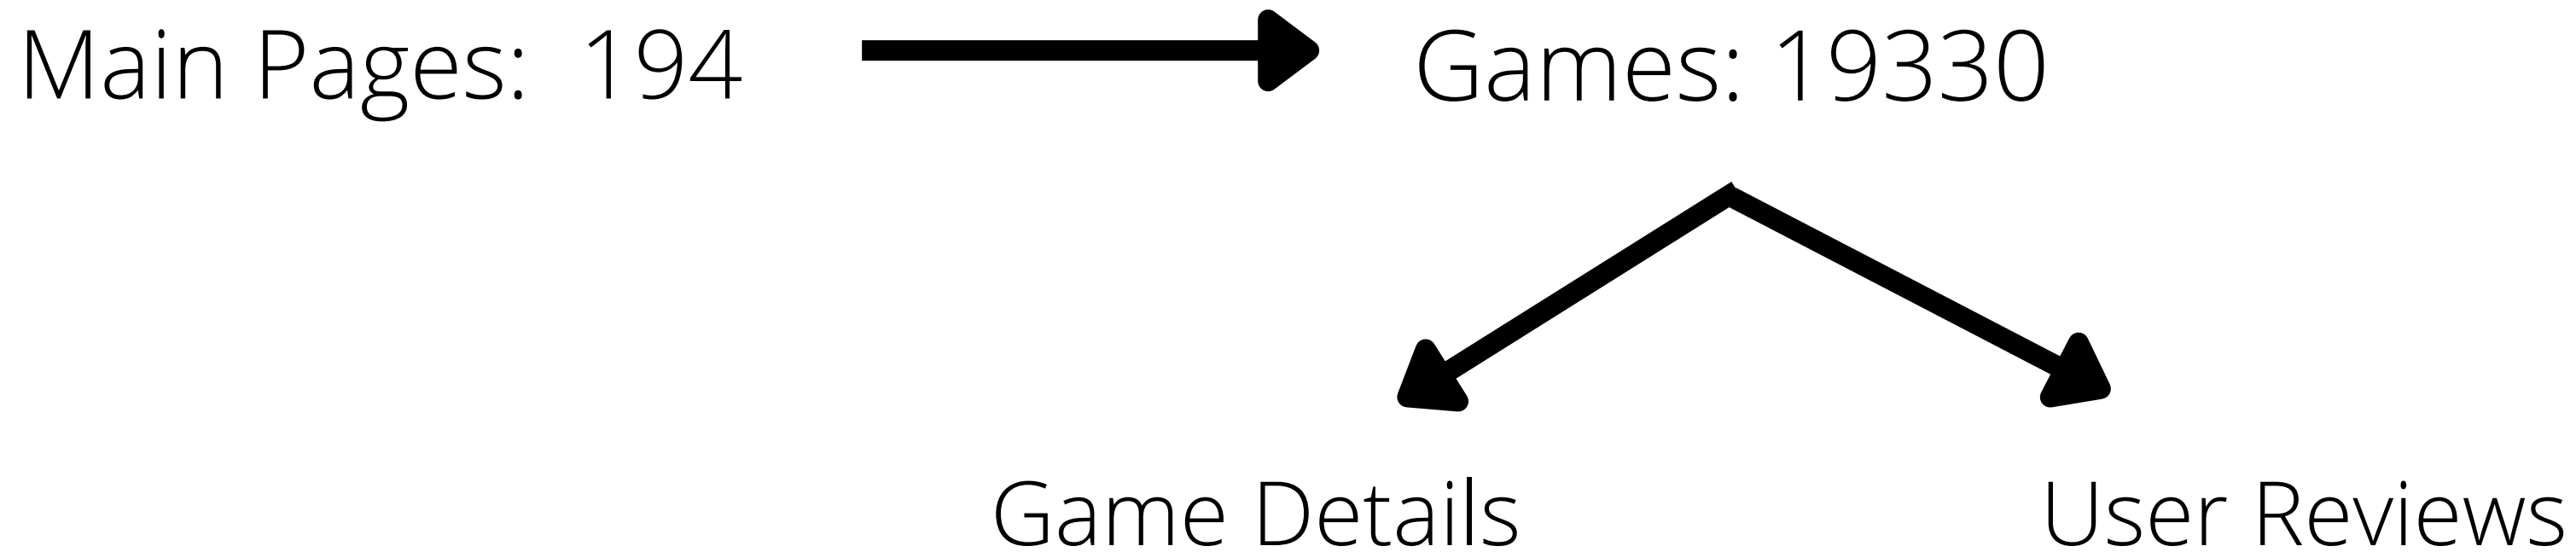 Main Pages: 194
Games: 19330
Game Details
User Reviews